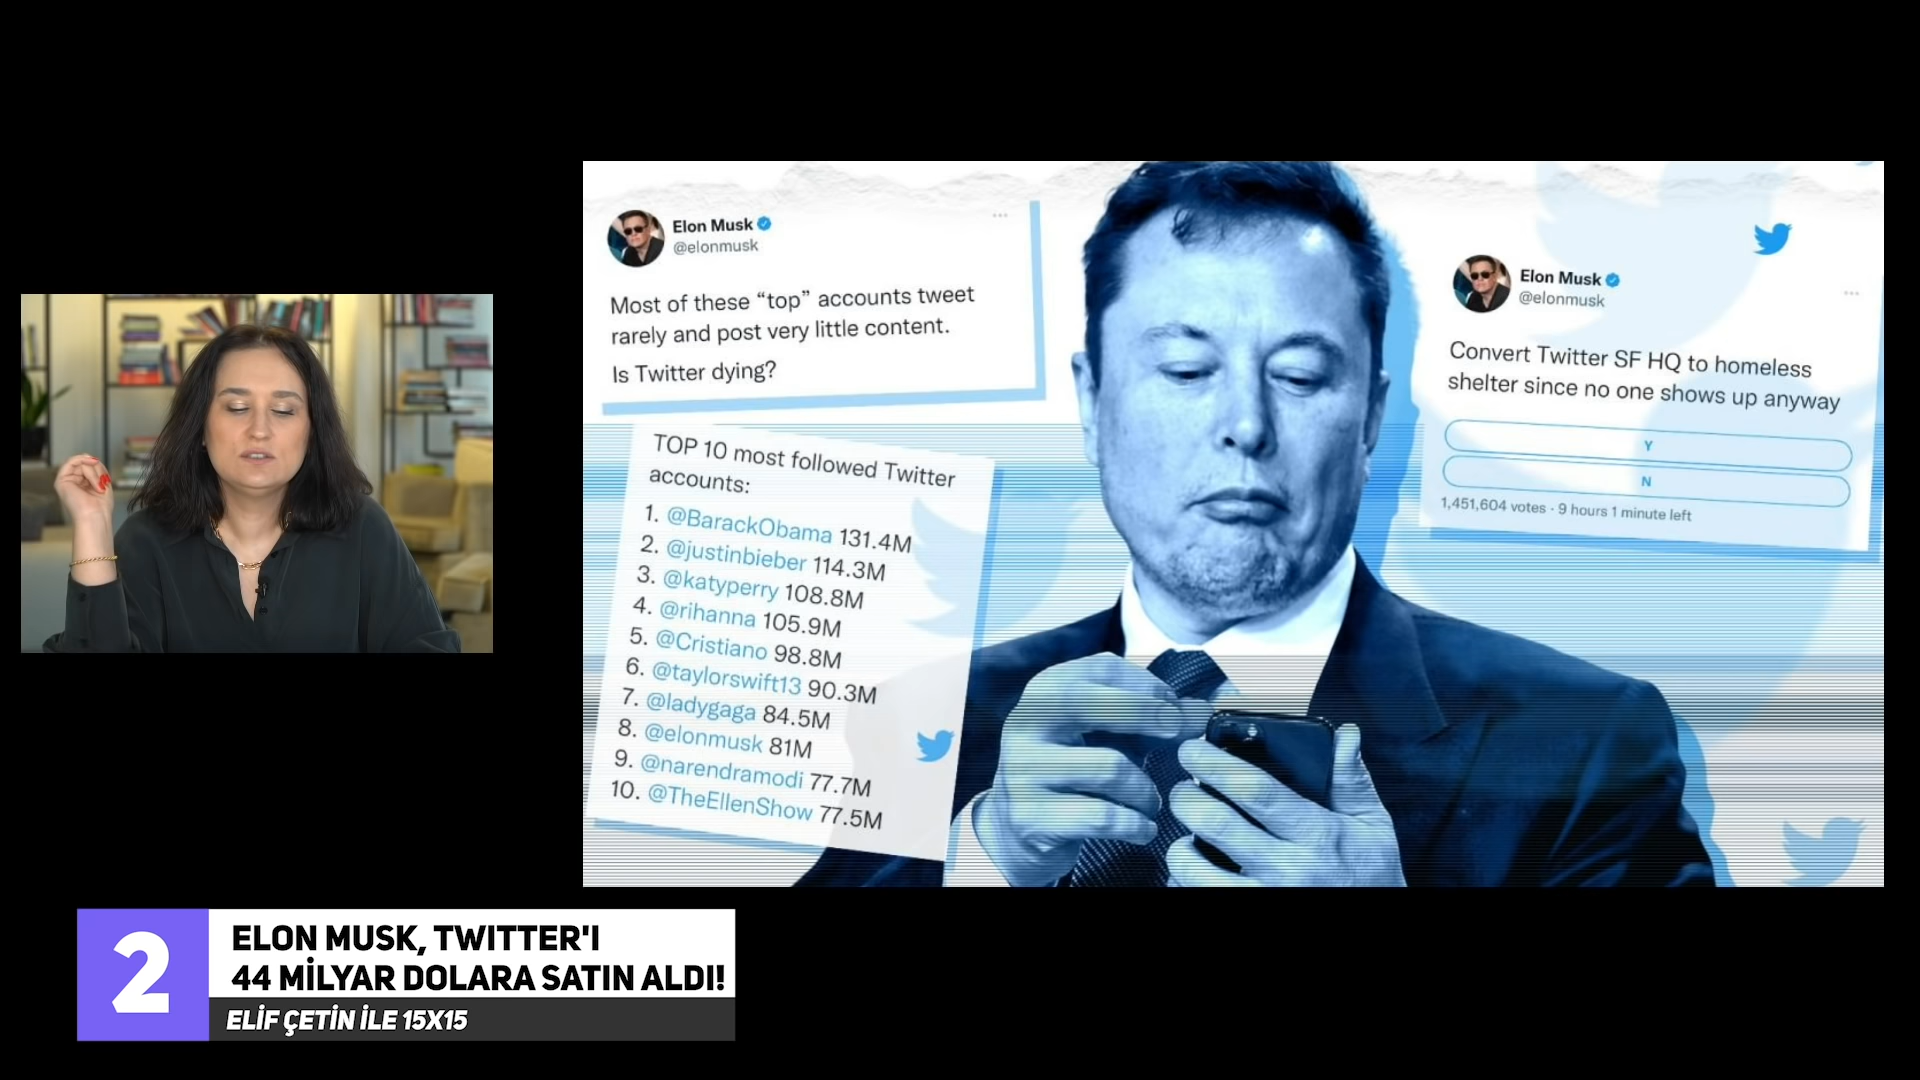 Elon Musk
@elonmusk
Most of these “top” accounts tweet
rarely and post very little content.
Is Twitter dying?
TOP 10 most followed Twitter
accounts:
1. @BarackObama 131.4M
2. @justinbieber 114.3M
3. @katyperry 108.8M
4. @rihanna 105.9M
5. @Cristiano 98.8M
6. @taylorswift13 90.3M
7. @ladygaga 84.5M
8. @elonmusk 81M
9. @narendramodi 77.7M
10. @TheEllenShow 77.5M
Elon Musk
@elonmusk
Convert Twitter SF HQ to homeless
shelter since no one shows up anyway
Y
N
1,451,604 votes · 9 hours 1 minute left
2
ELON MUSK, TWITTER'I
44 MİLYAR DOLARA SATIN ALDI!
ELİF ÇETİN İLE 15X15